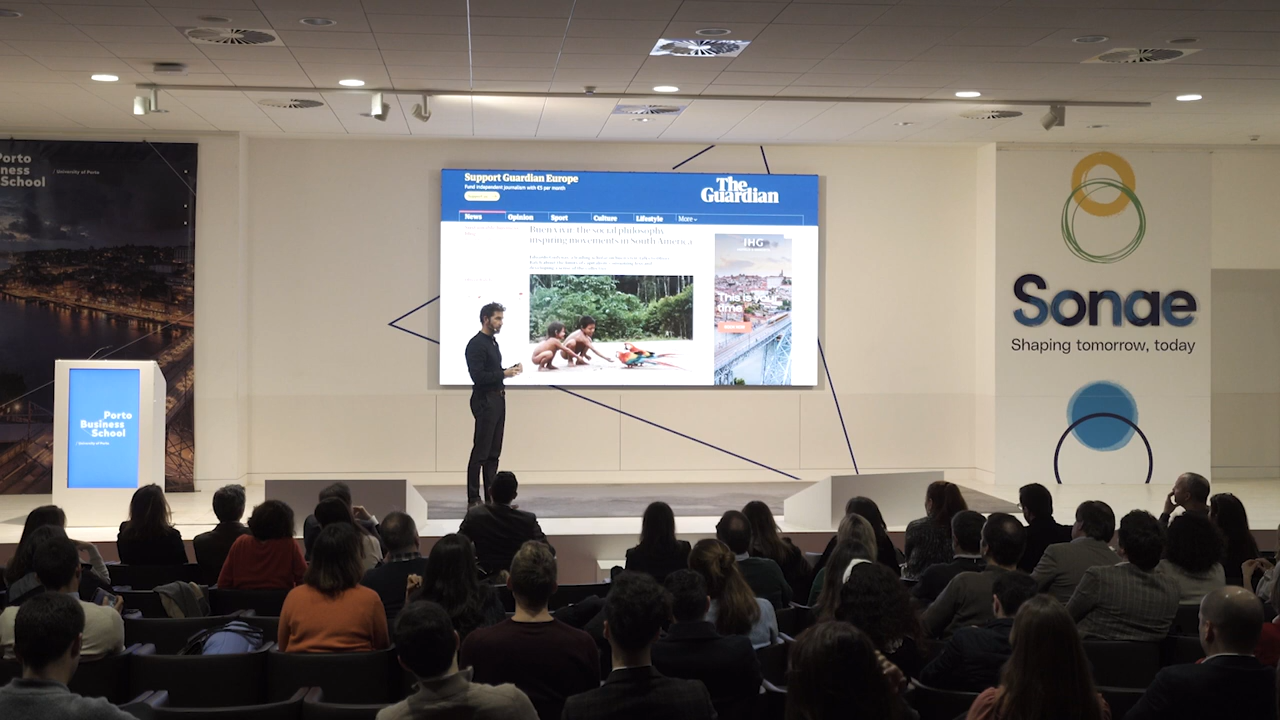 Porto
Business
School
/ University of Porto
Support Guardian Europe
Fund independent journalism with €5 per month
The
Guardian
News
Opinion
Sport
Culture
Lifestyle
More
Buen vivir: the social philosophy
inspiring movements in South America
IHG
This is
time
Porto
Business
School
/ University of Porto
Sonae
Shaping tomorrow, today